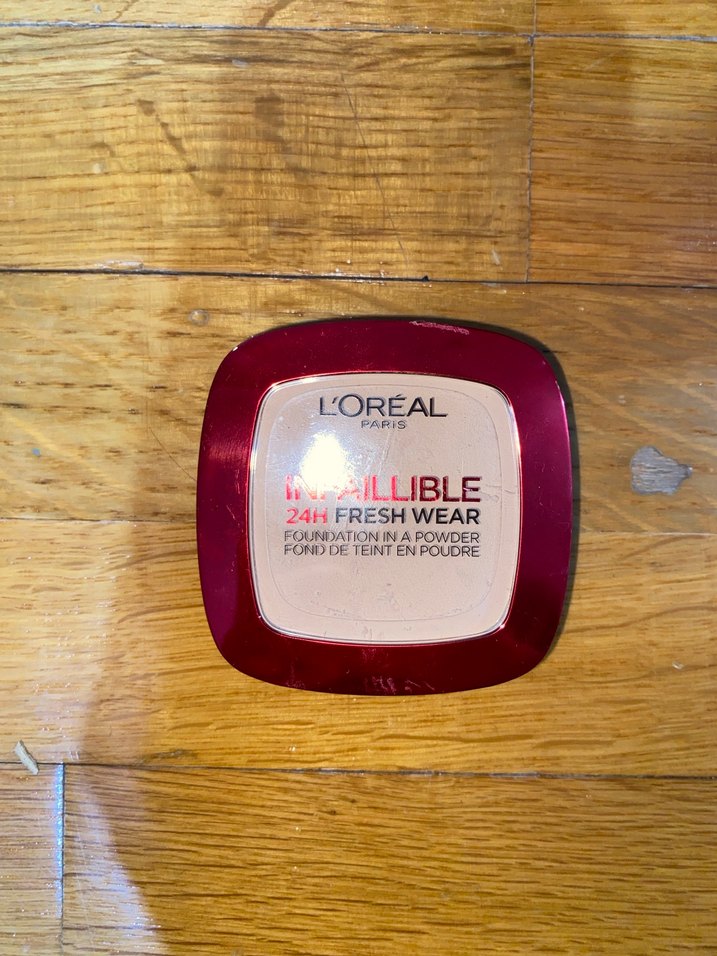 L'ORÉAL
PARIS
INFAILLIBLE
24H FRESH WEAR
FOUNDATION IN A POWDER
FOND DE TEINT EN POUDRE